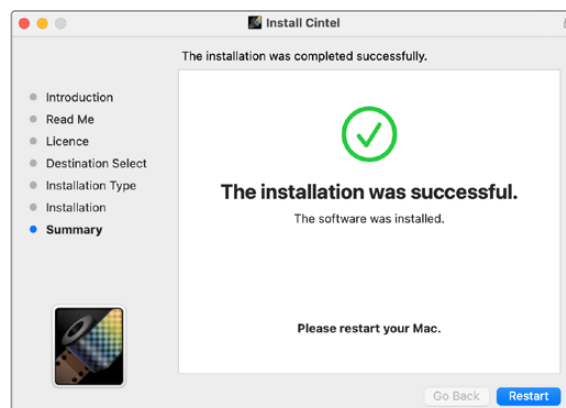 Install Cintel
The installation was completed successfully.
Introduction
Read Me
Licence
Destination Select
Installation Type
Installation
Summary
The installation was successful.
The software was installed.
Please restart your Mac.
Go Back
Restart